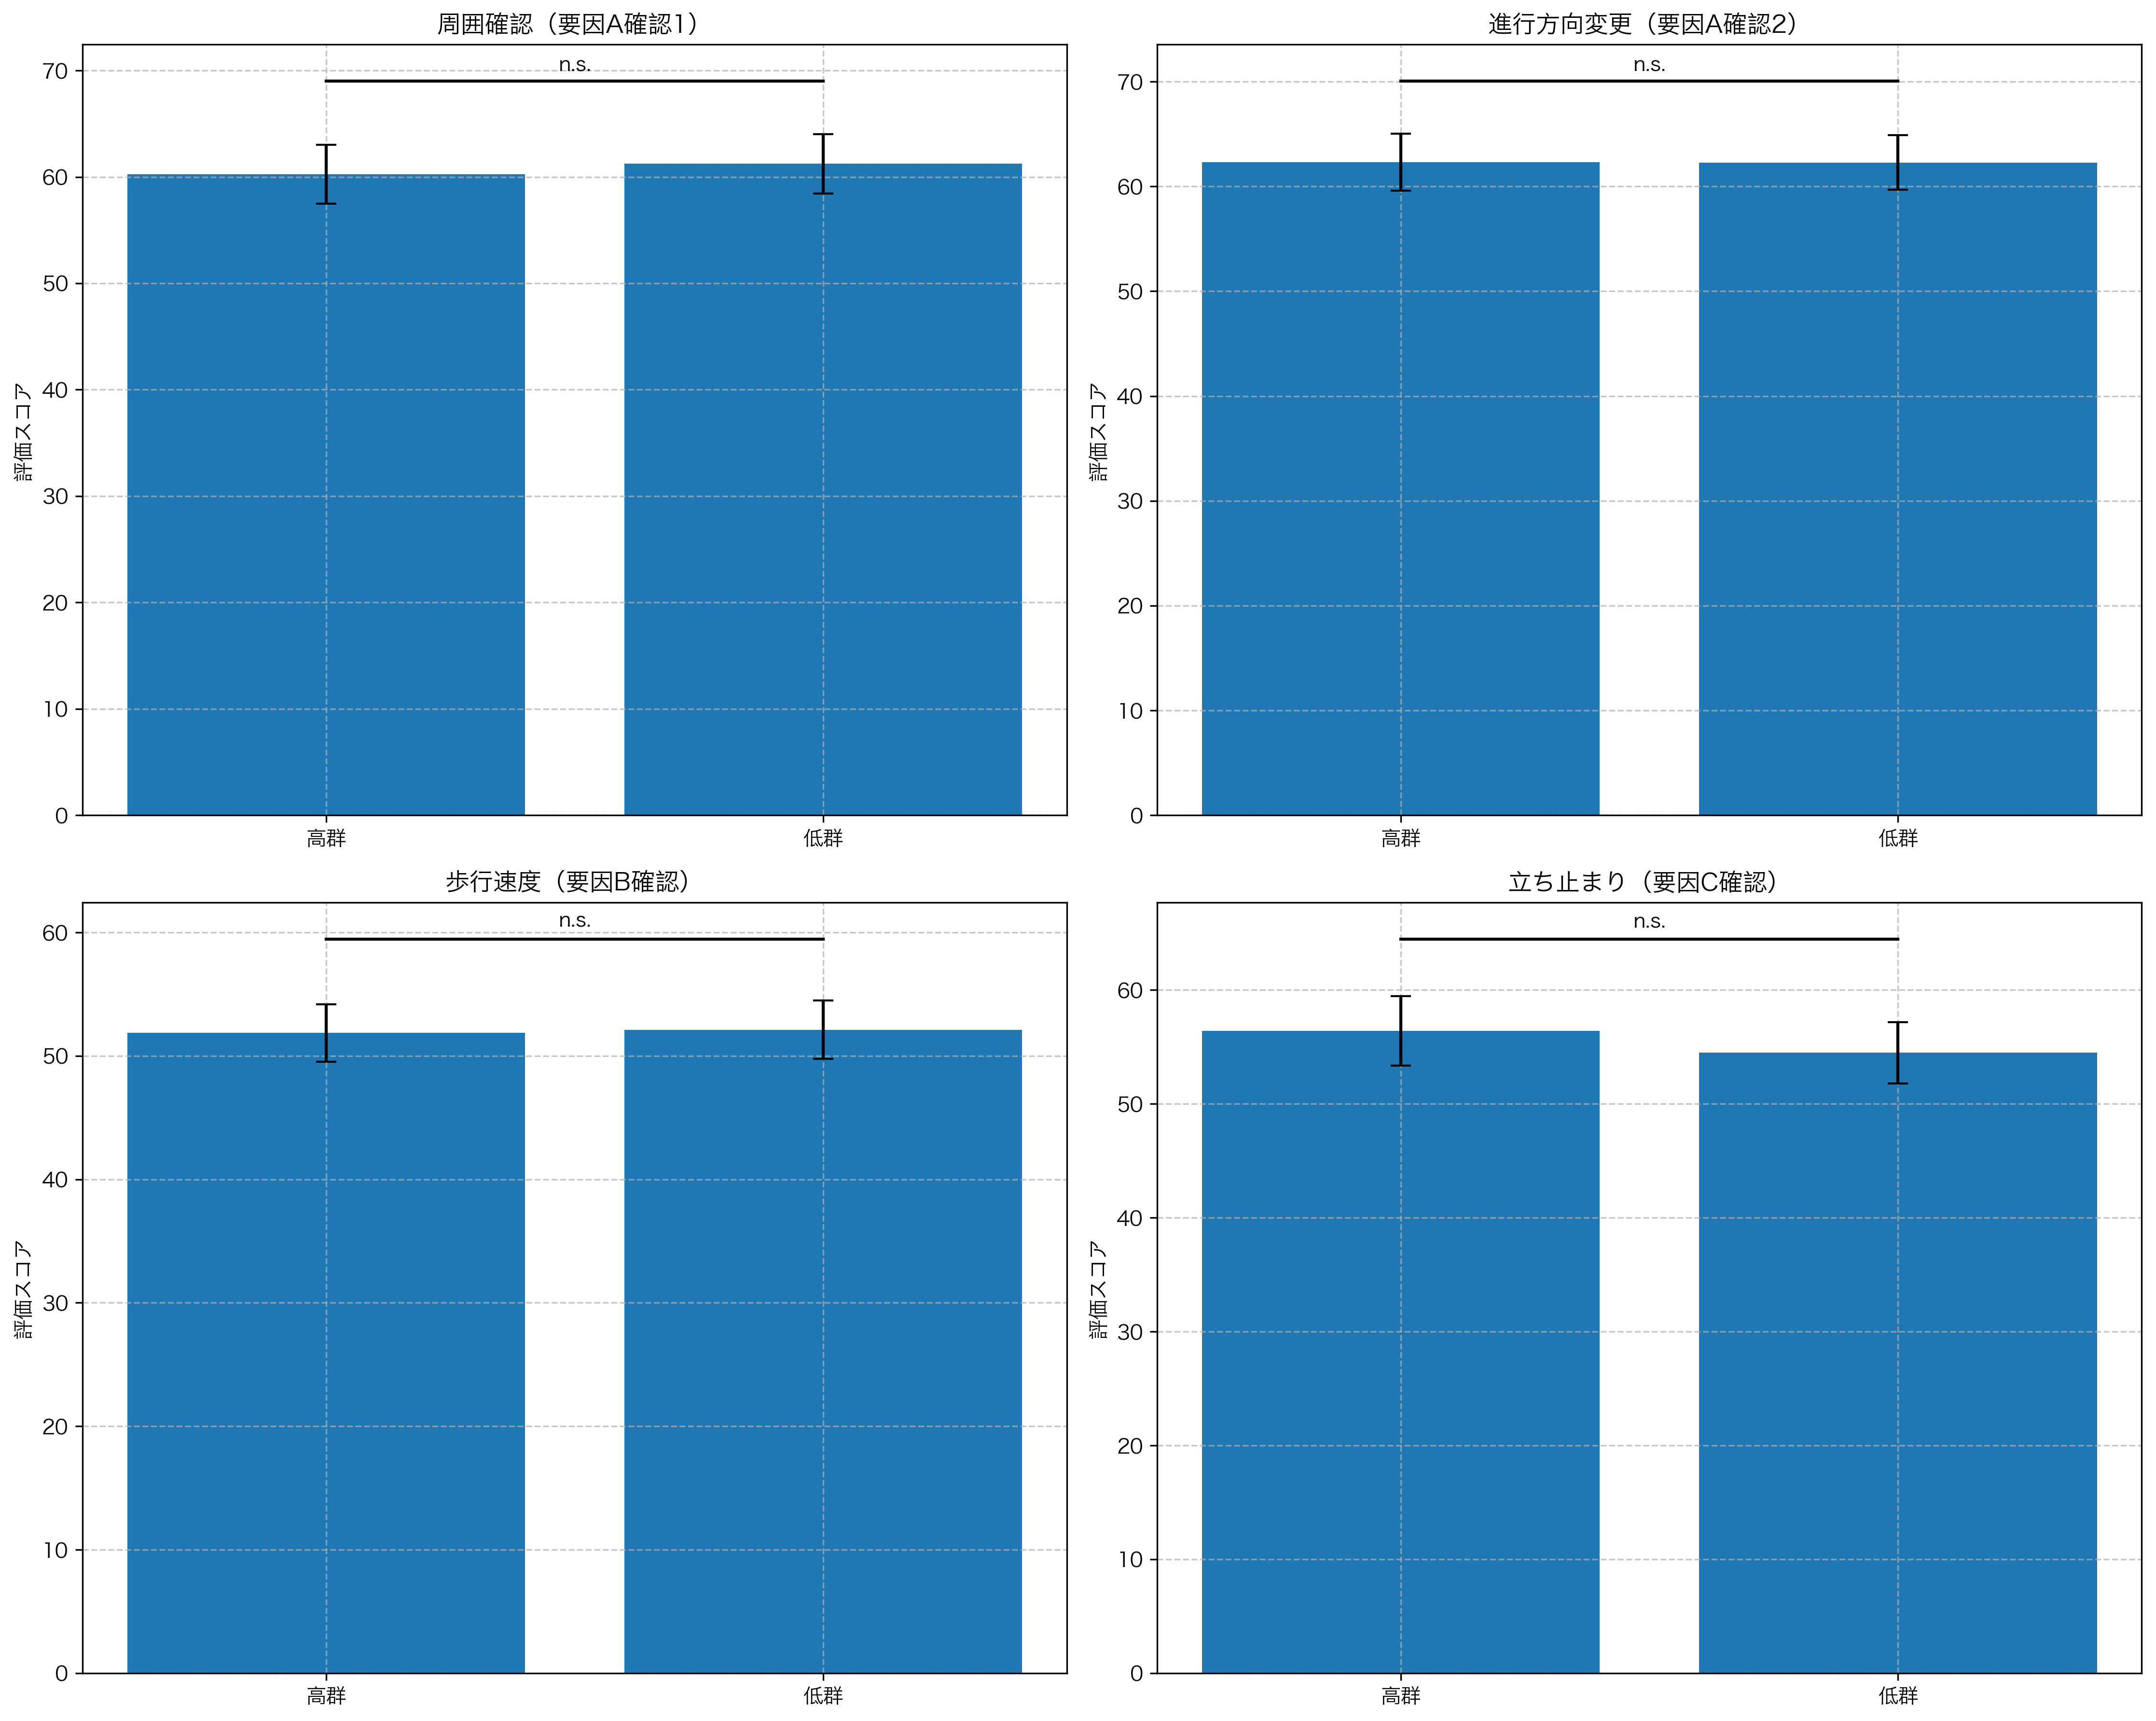 周囲確認（要因A確認1）
n.s.
70
60
50
40
30
20
10
0
評価スコア
高群
低群
進行方向変更（要因A確認2）
n.s.
70
60
50
40
30
20
10
0
評価スコア
高群
低群
歩行速度（要因B確認）
n.s.
60
50
40
30
20
10
0
評価スコア
高群
低群
立ち止まり（要因C確認）
n.s.
60
50
40
30
20
10
0
評価スコア
高群
低群